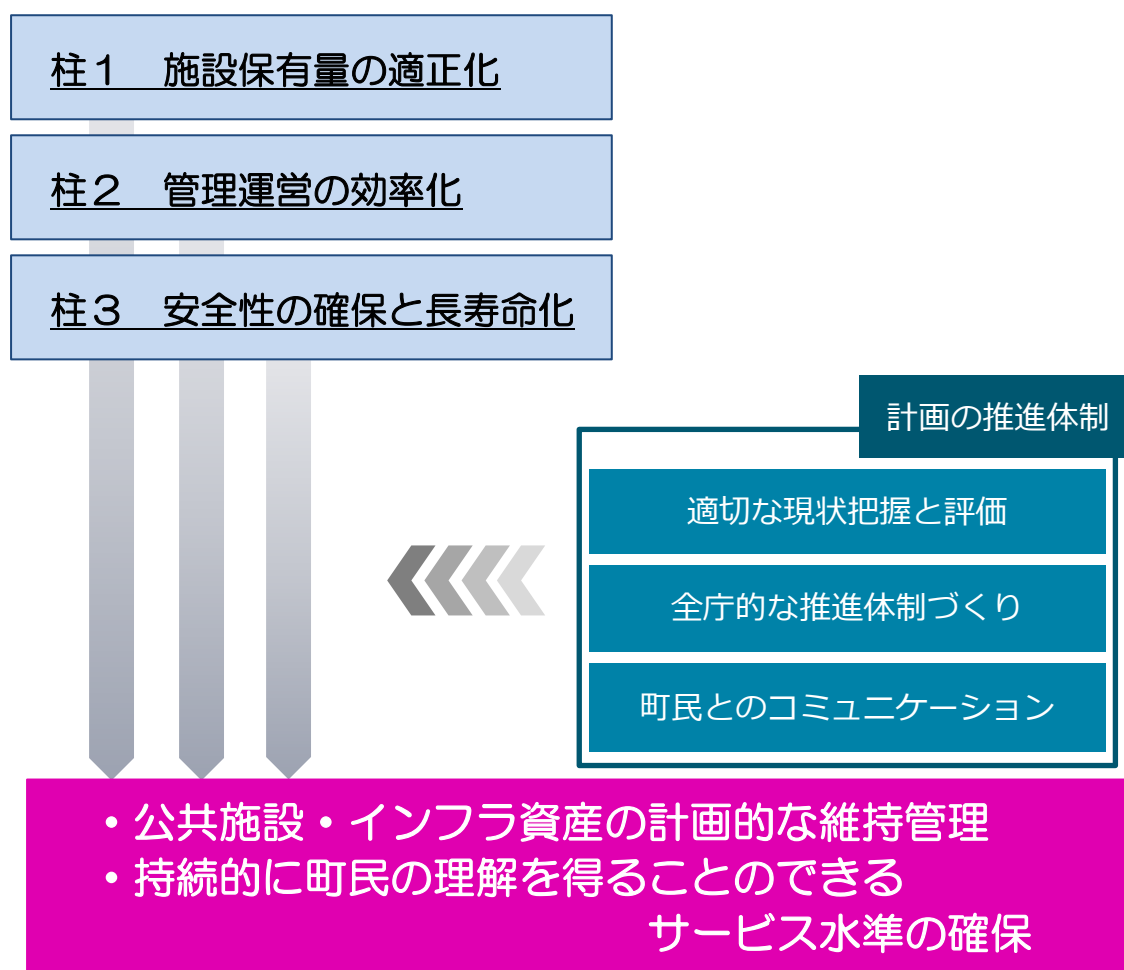 柱１　施設保有量の適正化
柱２　管理運営の効率化
柱３　安全性の確保と長寿命化
計画の推進体制
適切な現状把握と評価
全庁的な推進体制づくり
町民とのコミュニケーション
・公共施設・インフラ資産の計画的な維持管理
・持続的に町民の理解を得ることのできる
サービス水準の確保